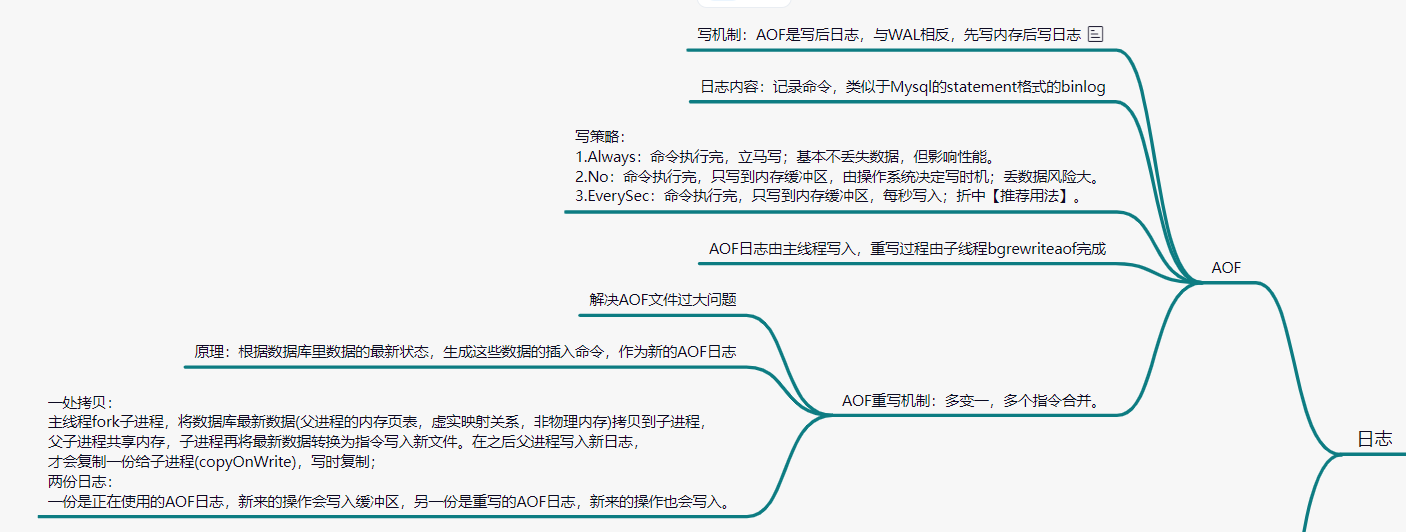 写机制：AOF是写后日志，与WAL相反，先写内存后写日志
日志内容：记录命令，类似于Mysql的statement格式的binlog
写策略：
1.Always：命令执行完，立马写；基本不丢失数据，但影响性能。
2.No：命令执行完，只写到内存缓冲区，由操作系统决定写时机；丢数据风险大。
3.EverySec：命令执行完，只写到内存缓冲区，每秒写入；折中【推荐用法】。
AOF日志由主线程写入，重写过程由子线程bgrewriteaof完成
AOF
解决AOF文件过大问题
原理：根据数据库里数据的最新状态，生成这些数据的插入命令，作为新的AOF日志
AOF重写机制：多变一，多个指令合并。
一处拷贝：
主线程fork子进程，将数据库最新数据(父进程的内存页表，虚实映射关系，非物理内存)拷贝到子进程，
父子进程共享内存，子进程再将最新数据转换为指令写入新文件。在之后父进程写入新日志，
才会复制一份给子进程(copyOnWrite)，写时复制；
两份日志：
一份是正在使用的AOF日志，新来的操作会写入缓冲区，另一份是重写的AOF日志，新来的操作也会写入。
日志